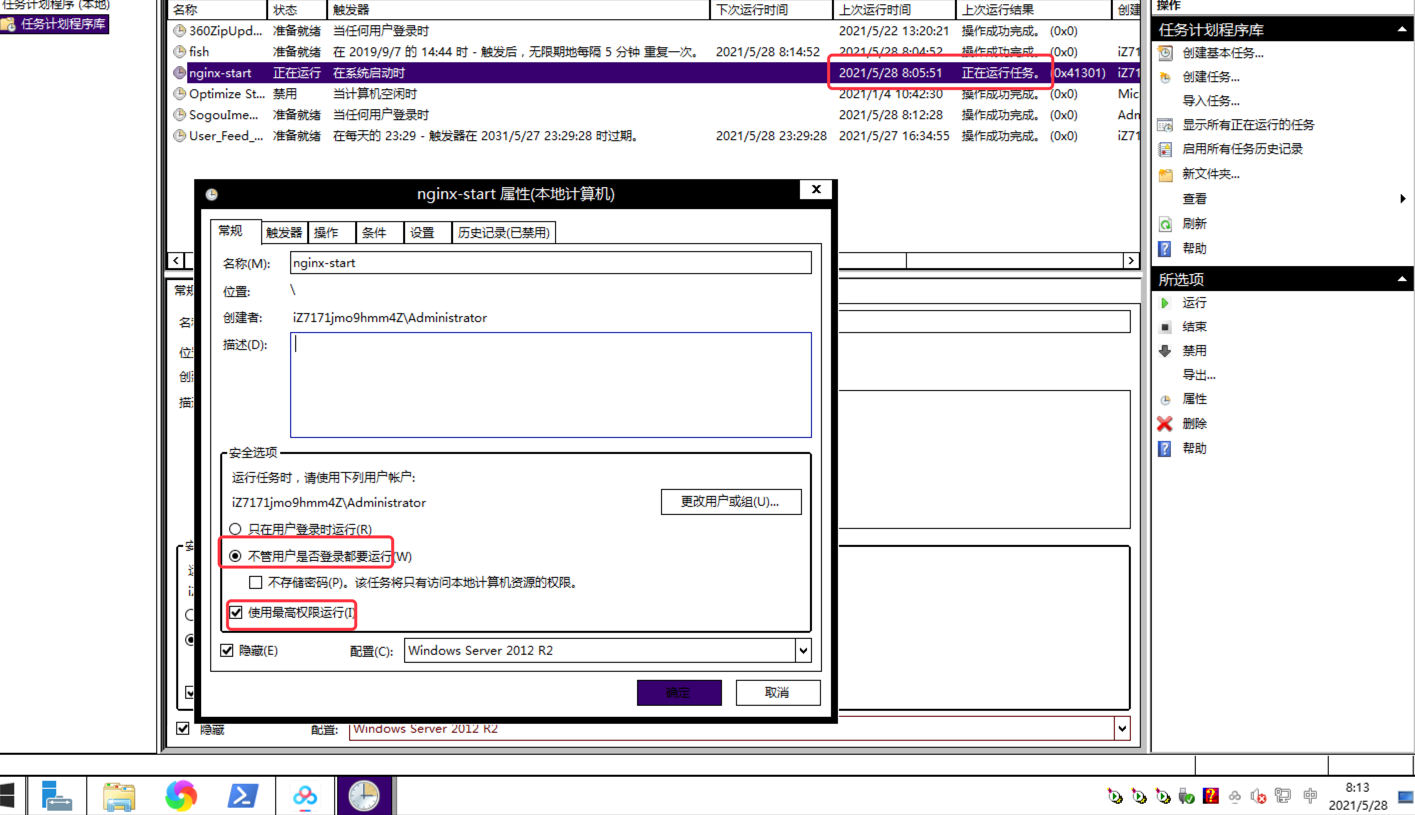 任务计划程序 (本地)
任务计划程序库
名称 状态 触发器 下次运行时间 上次运行时间 上次运行结果 创建
360ZipUpd... 准备就绪 当任何用户登录时 2021/5/22 13:20:21 操作成功完成。 (0x0)
fish 准备就绪 在 2019/9/7 的 14:44 时 - 触发后，无限期地每隔 5 分钟 重复一次。 2021/5/28 8:14:52 2021/5/28 8:04:52 操作成功完成。 (0x0) iZ71
nginx-start 正在运行 在系统启动时 2021/5/28 8:05:51 正在运行任务。 (0x41301) iZ71
Optimize St... 禁用 当计算机空闲时 2021/1/4 10:42:30 操作成功完成。 (0x0) Mic
SogouIme... 准备就绪 当任何用户登录时 2021/5/28 8:12:28 操作成功完成。 (0x0) Adn
User_Feed_... 准备就绪 在每天的 23:29 - 触发器在 2031/5/27 23:29:28 时过期。 2021/5/28 23:29:28 2021/5/27 16:34:55 操作成功完成。 (0x0) iZ71
nginx-start 属性(本地计算机)
x
常规 触发器 操作 条件 设置 历史记录(已禁用)
名称(M): nginx-start
位置: \
创建者: iZ7171jmo9hmm4Z\Administrator
描述(D):
安全选项
运行任务时，请使用下列用户帐户:
iZ7171jmo9hmm4Z\Administrator
更改用户或组(U)...
只在用户登录时运行(R)
不管用户是否登录都要运行(W)
不存储密码(P)。该任务将只有访问本地计算机资源的权限。
使用最高权限运行(I)
隐藏(E) 配置(C): Windows Server 2012 R2
确定 取消
隐藏 配置: Windows Server 2012 R2
操作
任务计划程序库
创建基本任务...
创建任务...
导入任务...
显示所有正在运行的任务
启用所有任务历史记录
新文件夹...
查看
刷新
帮助
所选项
运行
结束
禁用
导出...
属性
删除
帮助
中
8:13
2021/5/28